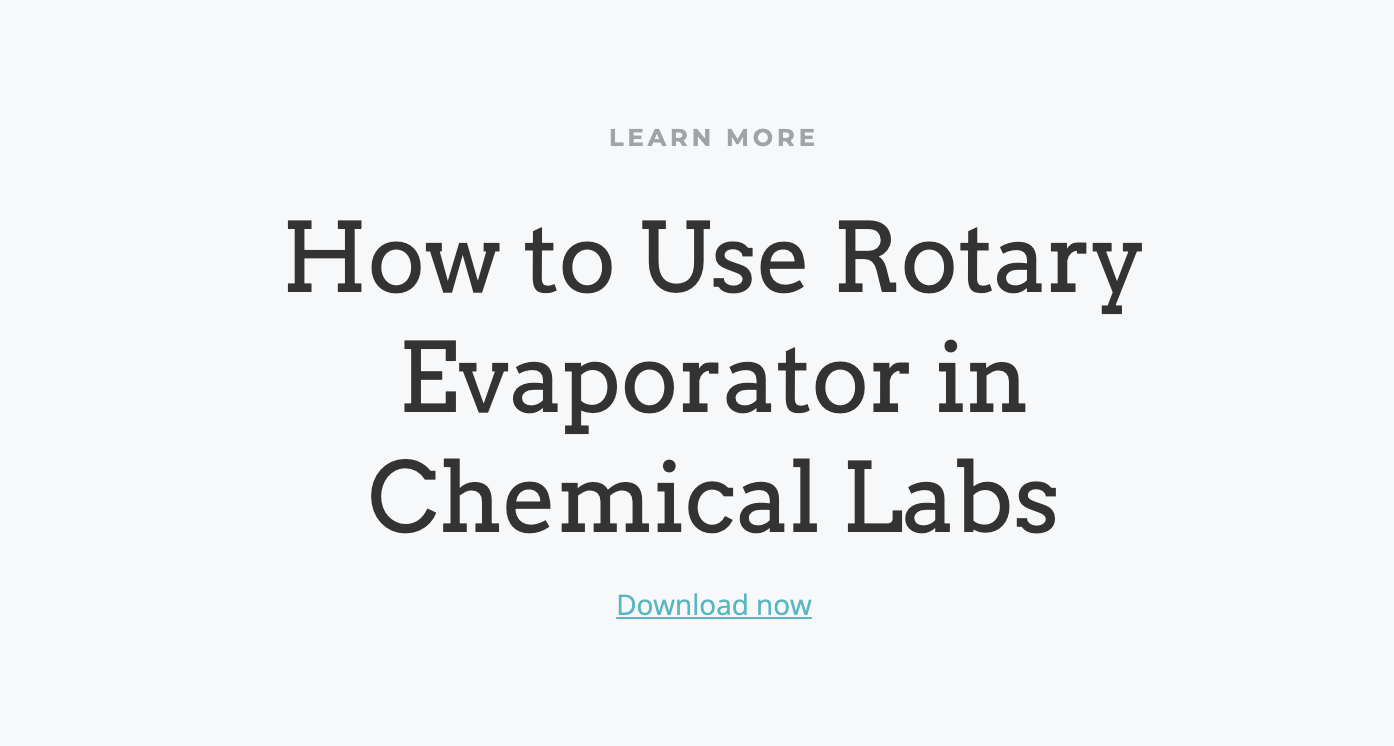 LEARN MORE
How to Use Rotary
Evaporator in
Chemical Labs
Download now